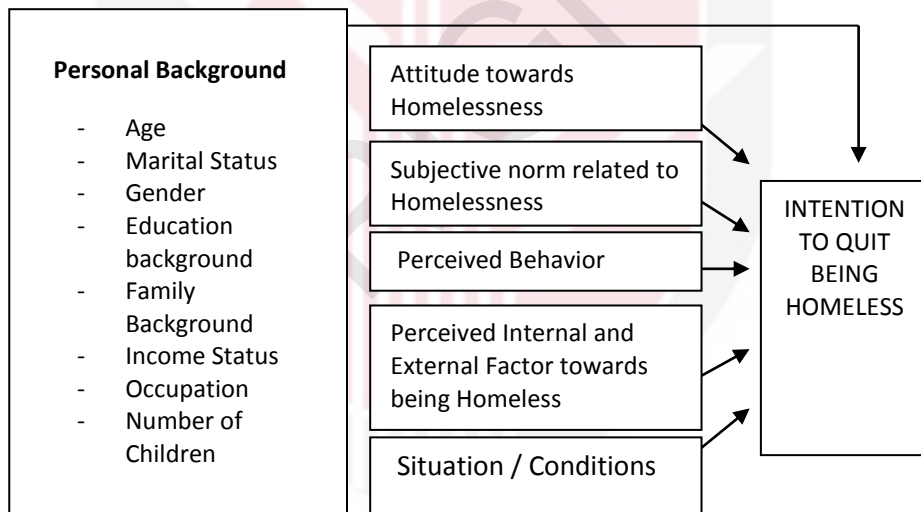 Personal Background
- Age
- Marital Status
- Gender
- Education
background
- Family
Background
- Income Status
- Occupation
- Number of
Children
Attitude towards
Homelessness
Subjective norm related to
Homelessness
Perceived Behavior
Perceived Internal and
External Factor towards
being Homeless
Situation / Conditions
INTENTION
TO QUIT
BEING
HOMELESS